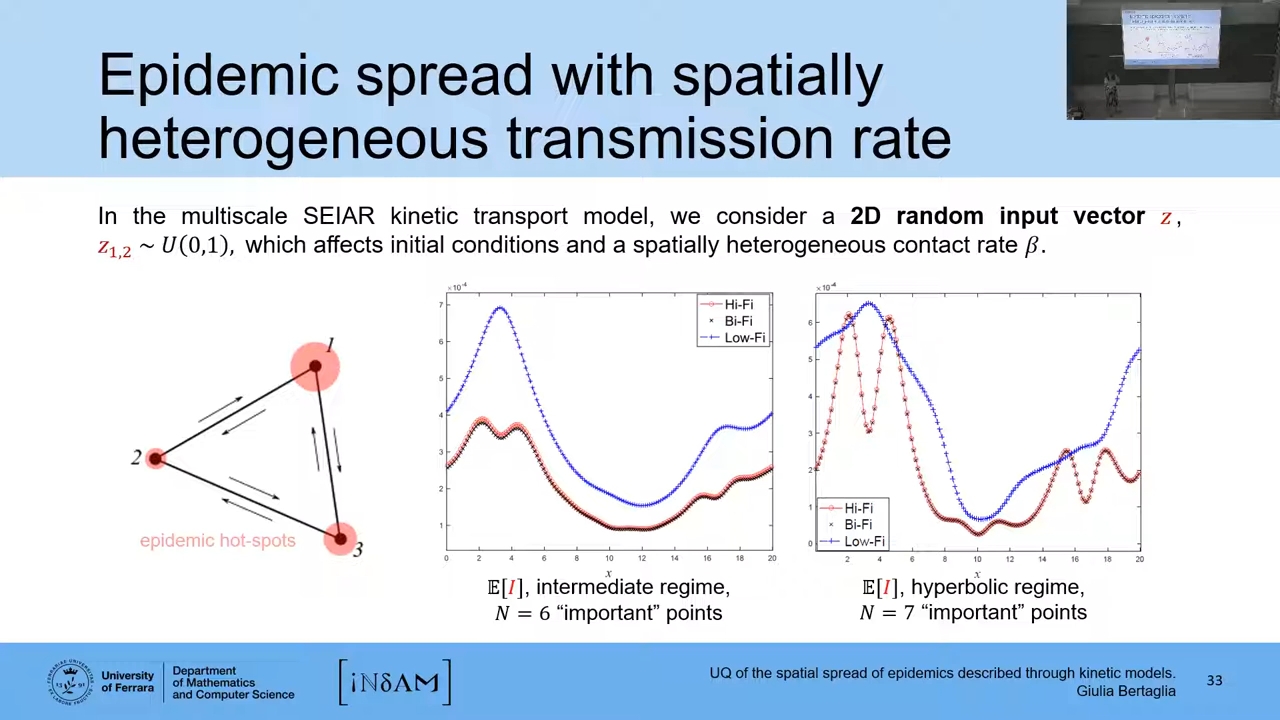 Epidemic spread with spatially
heterogeneous transmission rate
In the multiscale SEIAR kinetic transport model, we consider a 2D random input vector z,
z1,2 ~ U(0,1), which affects initial conditions and a spatially heterogeneous contact rate β.
1
2
3
epidemic hot-spots
×10⁻⁴
7
6
5
4
3
2
1
0 2 4 6 8 10 12 14 16 18 20
x
Hi-Fi
Bi-Fi
Low-Fi
𝔼[I], intermediate regime,
N = 6 “important” points
×10⁻⁴
6
5
4
3
2
1
0
2 4 6 8 10 12 14 16 18 20
x
Hi-Fi
Bi-Fi
Low-Fi
𝔼[I], hyperbolic regime,
N = 7 “important” points
University
of Ferrara
Department
of Mathematics
and Computer Science
iNδAM
UQ of the spatial spread of epidemics described through kinetic models.
Giulia Bertaglia
33